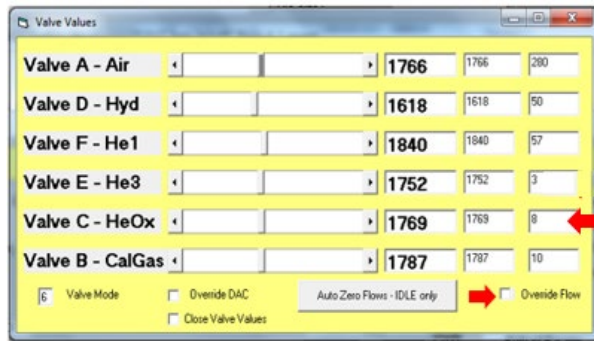 Valve Values
Valve A - Air 1766 1766 280
Valve D - Hyd 1618 1618 50
Valve F - He1 1840 1840 57
Valve E - He3 1752 1752 3
Valve C - HeOx 1769 1769 8
Valve B - CalGas 1787 1787 10
6 Valve Mode Override DAC Auto Zero Flows - IDLE only Override Flow
Close Valve Values